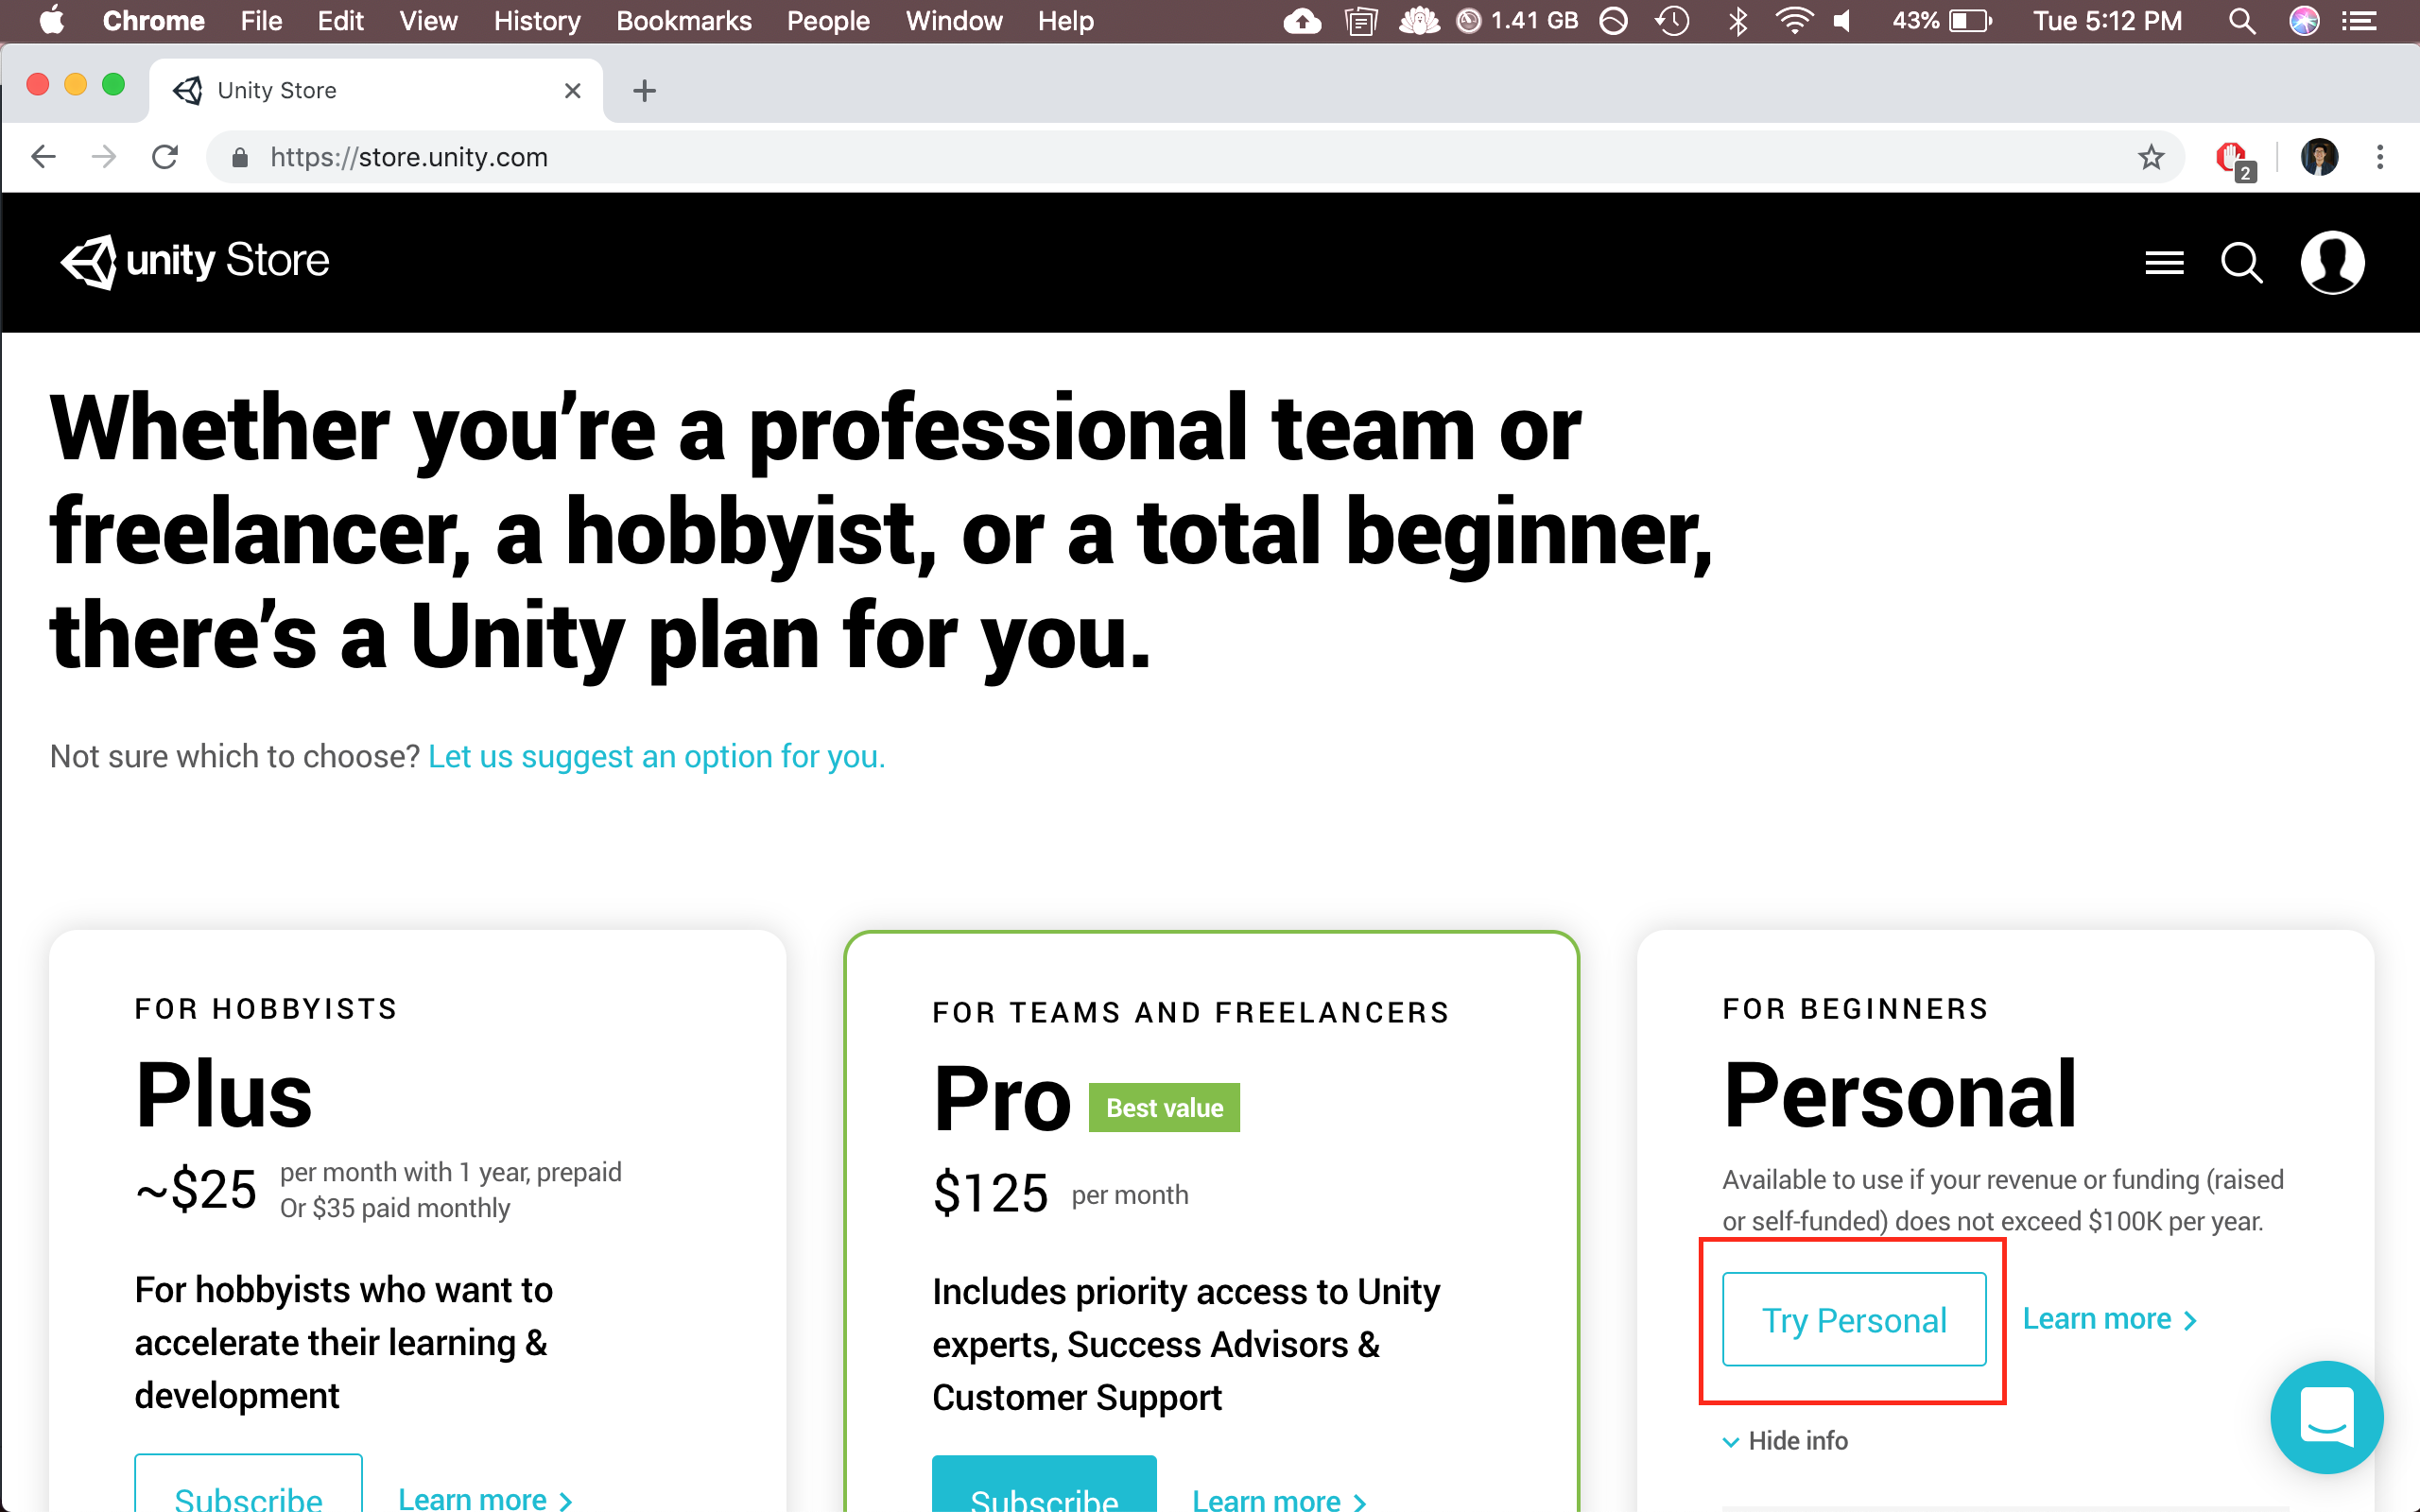 Chrome File Edit View History Bookmarks People Window Help 1.41 GB 43% Tue 5:12 PM
Unity Store
https://store.unity.com
2
unity Store
Whether you’re a professional team or
freelancer, a hobbyist, or a total beginner,
there’s a Unity plan for you.
Not sure which to choose? Let us suggest an option for you.
FOR HOBBYISTS
Plus
~$25 per month with 1 year, prepaid
Or $35 paid monthly
For hobbyists who want to
accelerate their learning &
development
Subscribe Learn more
FOR TEAMS AND FREELANCERS
Pro Best value
$125 per month
Includes priority access to Unity
experts, Success Advisors &
Customer Support
Subscribe Learn more
FOR BEGINNERS
Personal
Available to use if your revenue or funding (raised
or self-funded) does not exceed $100K per year.
Try Personal Learn more
Hide info